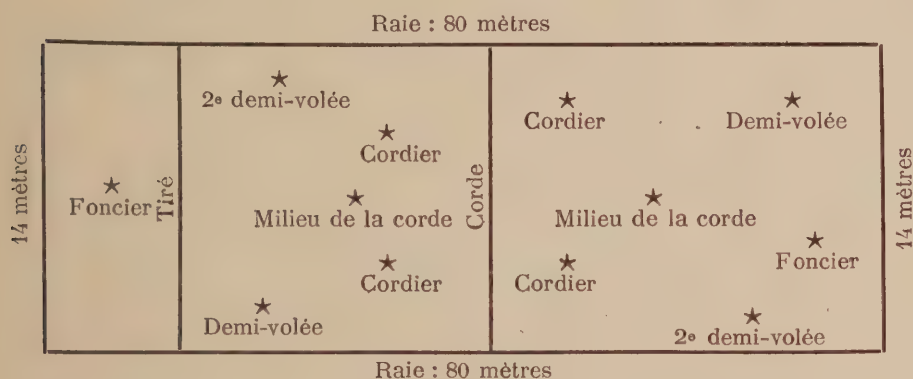 Raie : 80 mètres
14 mètres
Foncier
Tiré
2e demi-volée
Cordier
Milieu de la corde
Cordier
Demi-volée
Corde
Cordier
Demi-volée
Milieu de la corde
Foncier
Cordier
2e demi-volée
14 mètres
Raie : 80 mètres